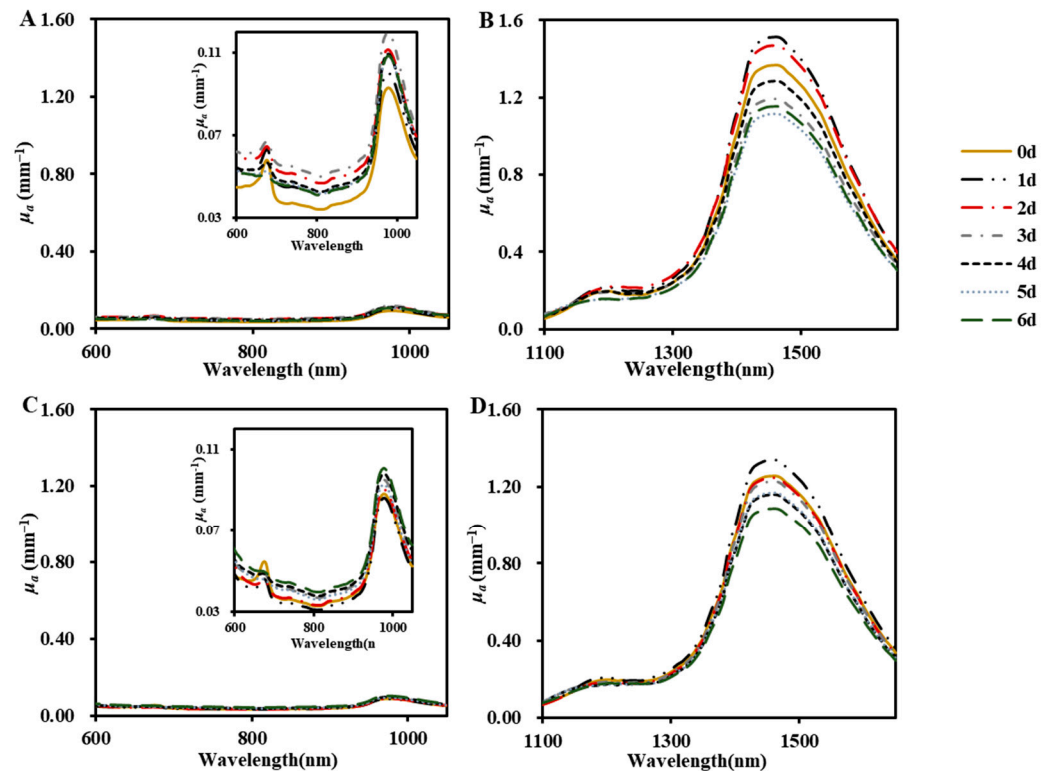 A
1.60
1.20
0.80
0.40
0.00
μa (mm−1)
600
800
1000
Wavelength (nm)
0.11
0.07
0.03
μa (mm−1)
600
800
1000
Wavelength
B
1.6
1.2
0.8
0.4
0.0
μa (mm−1)
1100
1300
1500
Wavelength(nm)
0d
1d
2d
3d
4d
5d
6d
C
1.60
1.20
0.80
0.40
0.00
μa (mm−1)
600
800
1000
Wavelength(nm)
0.11
0.07
0.03
μa (mm−1)
600
800
1000
Wavelength(n
D
1.60
1.20
0.80
0.40
0.00
μa (mm−1)
1100
1300
1500
Wavelength(nm)